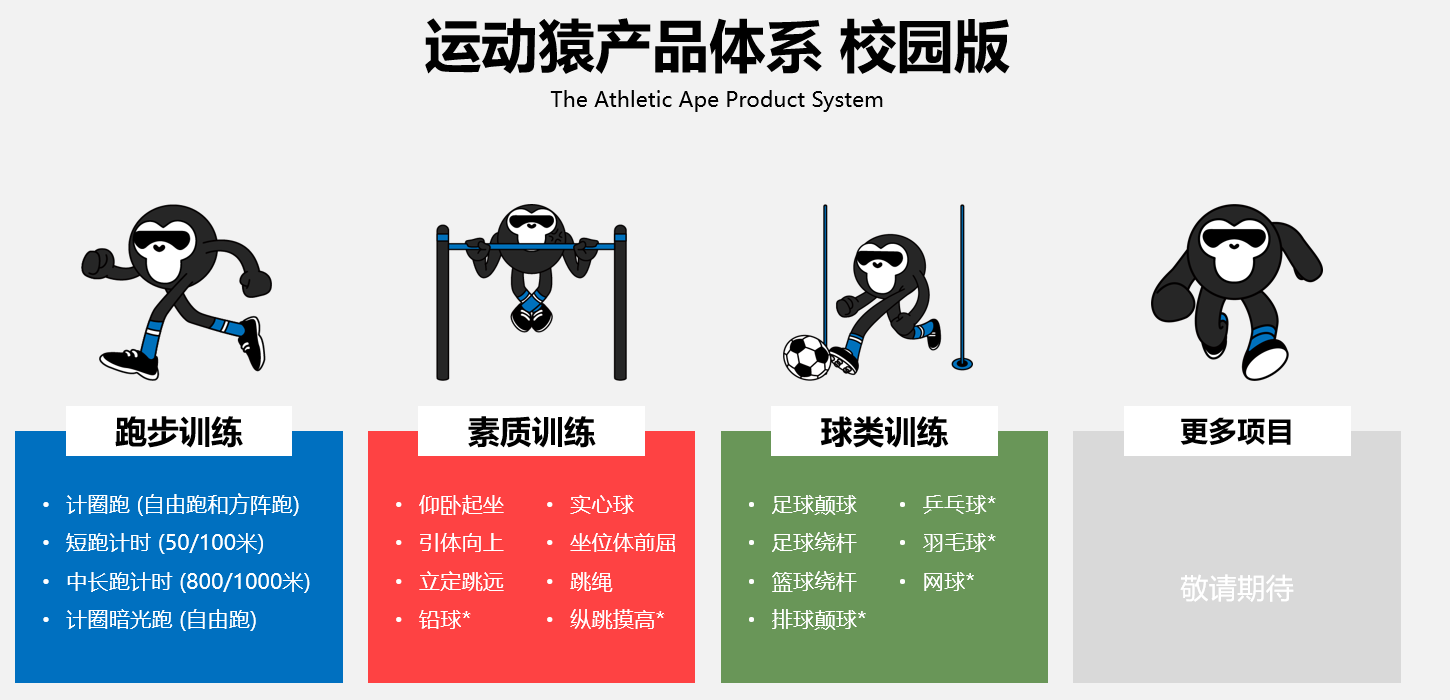 运动猿产品体系 校园版
The Athletic Ape Product System
跑步训练
• 计圈跑 (自由跑和方阵跑)
• 短跑计时 (50/100米)
• 中长跑计时 (800/1000米)
• 计圈暗光跑 (自由跑)
素质训练
• 仰卧起坐
• 引体向上
• 立定跳远
• 铅球*
• 实心球
• 坐位体前屈
• 跳绳
• 纵跳摸高*
球类训练
• 足球颠球
• 足球绕杆
• 篮球绕杆
• 排球颠球*
• 乒乓球*
• 羽毛球*
• 网球*
更多项目
敬请期待